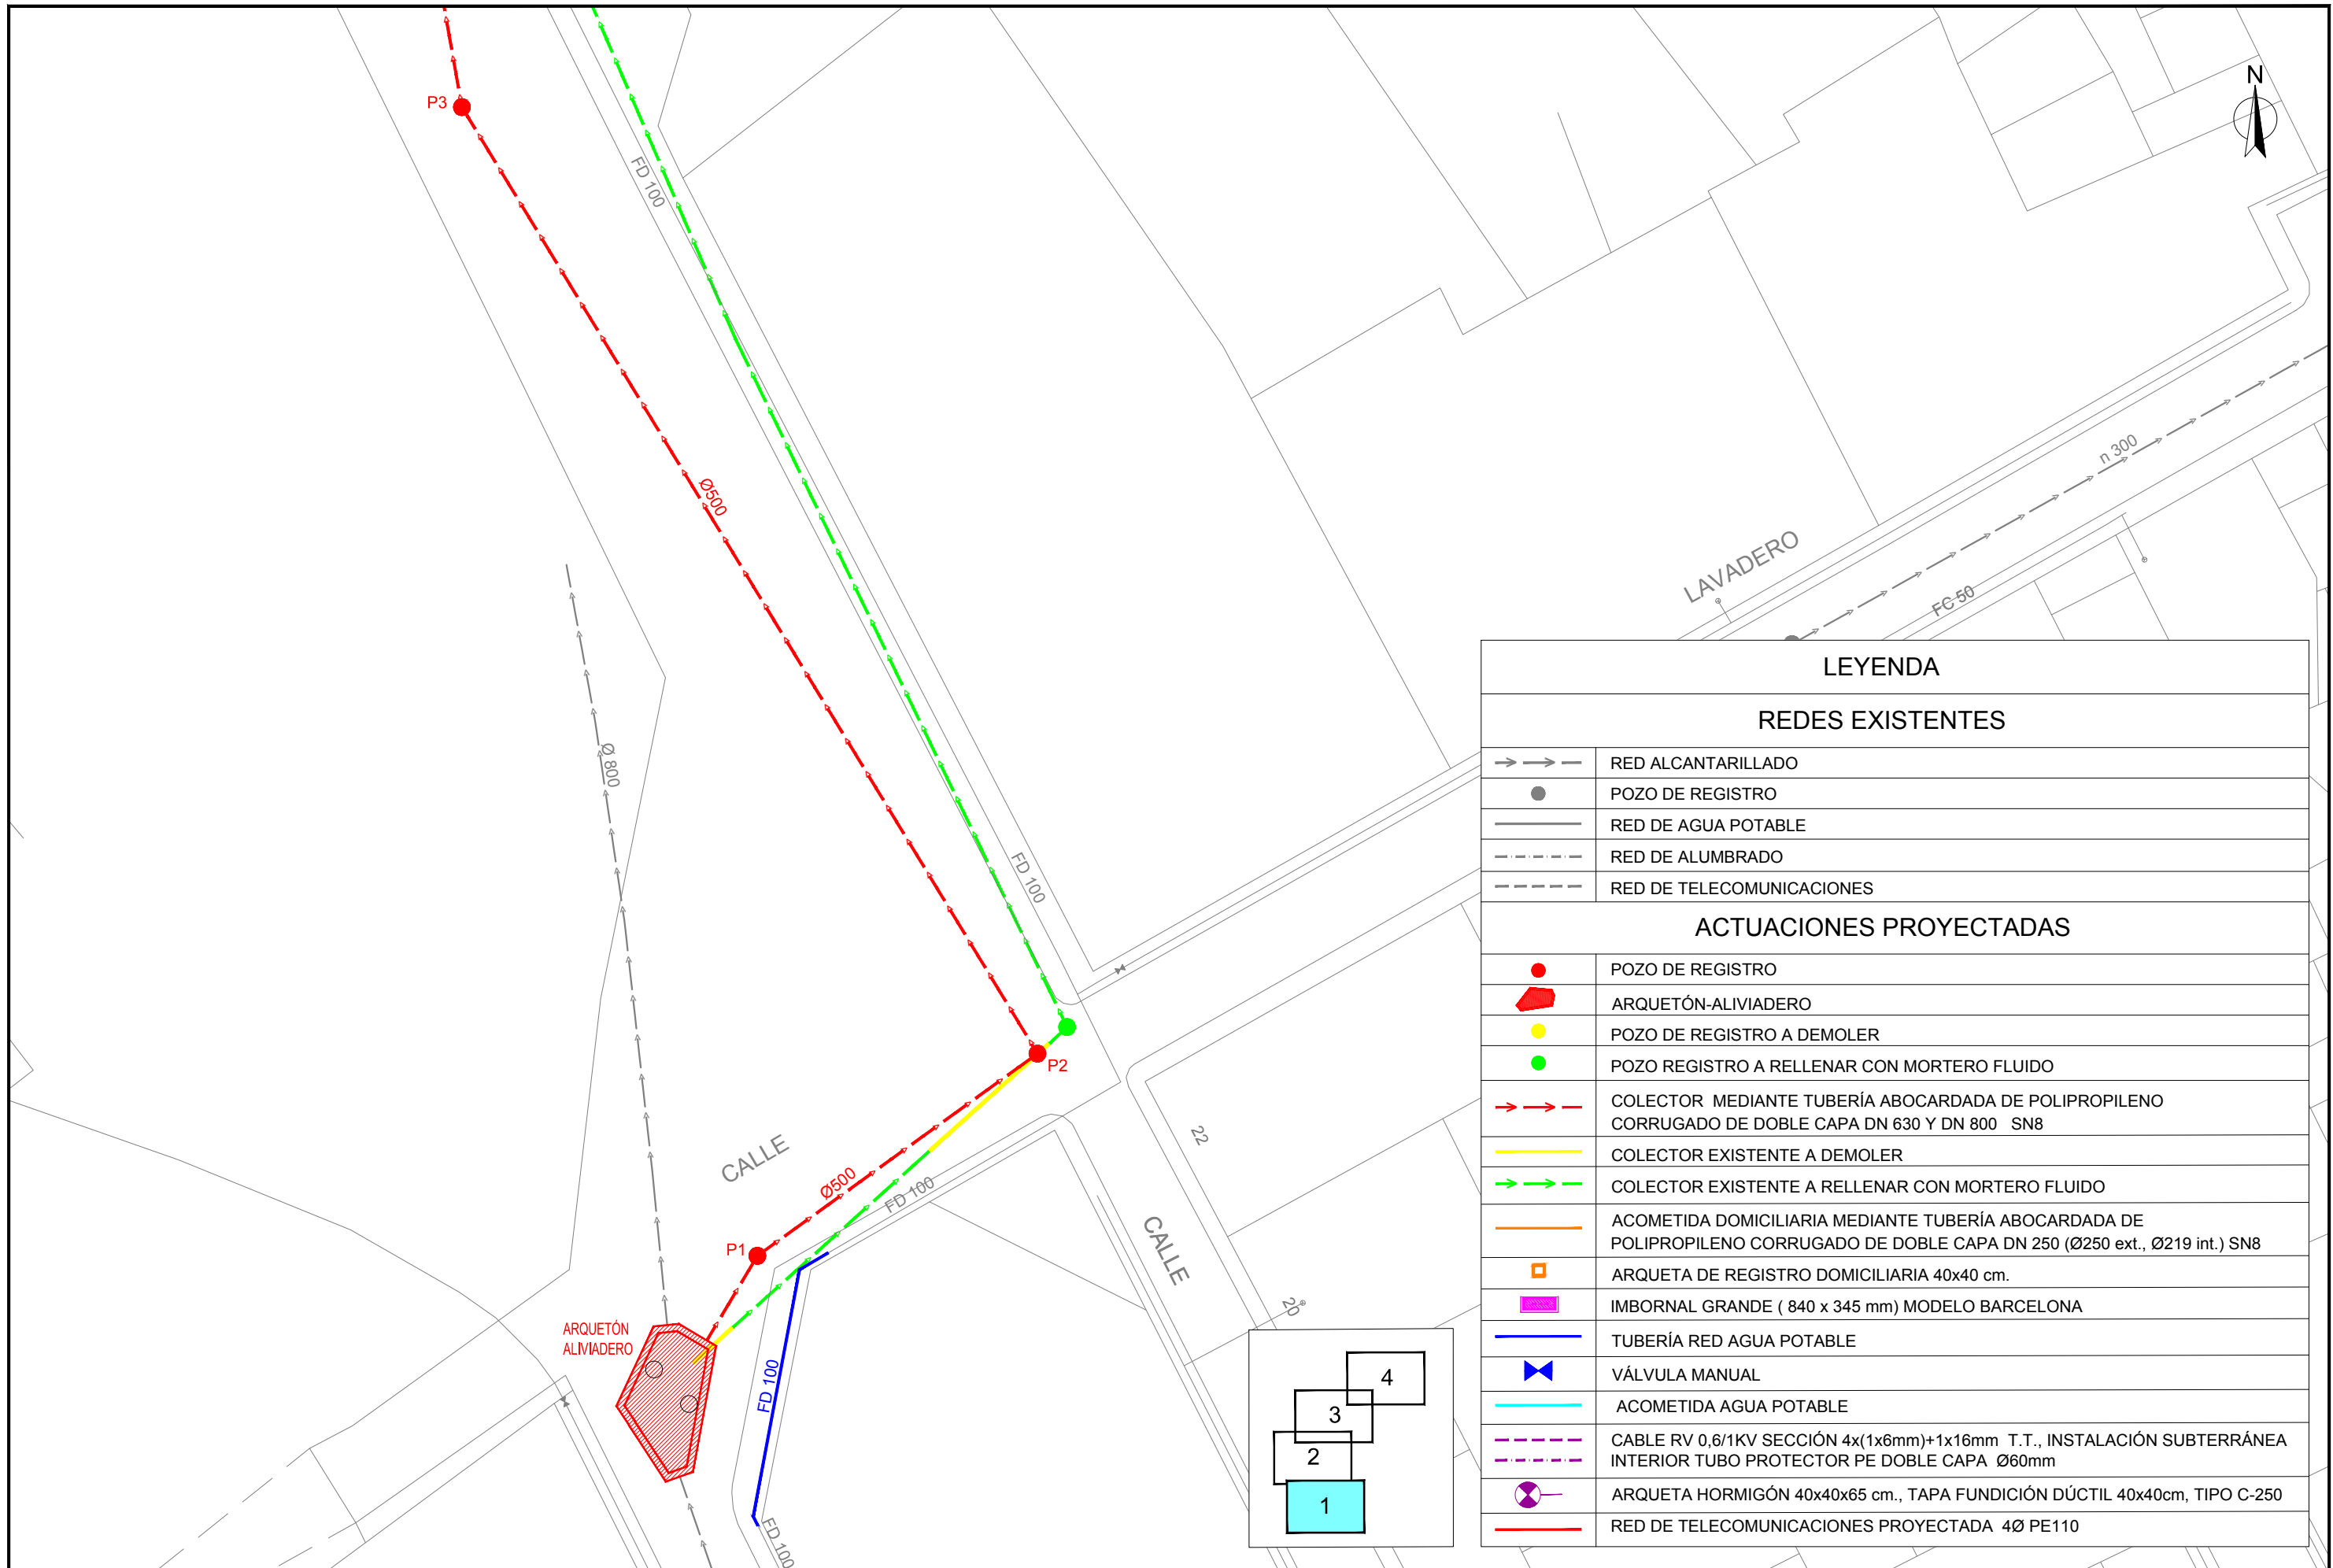 N
P3
FD 100
Ø500
n 300
LAVADERO
FC 50
Ø 800
FD 100
P2
22
CALLE
Ø500
FD 100
CALLE
P1
20
ARQUETÓN
ALIVIADERO
FD 100
FD 100
4
3
2
1
LEYENDA
REDES EXISTENTES
RED ALCANTARILLADO
POZO DE REGISTRO
RED DE AGUA POTABLE
RED DE ALUMBRADO
RED DE TELECOMUNICACIONES
ACTUACIONES PROYECTADAS
POZO DE REGISTRO
ARQUETÓN-ALIVIADERO
POZO DE REGISTRO A DEMOLER
POZO REGISTRO A RELLENAR CON MORTERO FLUIDO
COLECTOR MEDIANTE TUBERÍA ABOCARDADA DE POLIPROPILENO
CORRUGADO DE DOBLE CAPA DN 630 Y DN 800 SN8
COLECTOR EXISTENTE A DEMOLER
COLECTOR EXISTENTE A RELLENAR CON MORTERO FLUIDO
ACOMETIDA DOMICILIARIA MEDIANTE TUBERÍA ABOCARDADA DE
POLIPROPILENO CORRUGADO DE DOBLE CAPA DN 250 (Ø250 ext., Ø219 int.) SN8
ARQUETA DE REGISTRO DOMICILIARIA 40x40 cm.
IMBORNAL GRANDE ( 840 x 345 mm) MODELO BARCELONA
TUBERÍA RED AGUA POTABLE
VÁLVULA MANUAL
ACOMETIDA AGUA POTABLE
CABLE RV 0,6/1KV SECCIÓN 4x(1x6mm)+1x16mm T.T., INSTALACIÓN SUBTERRÁNEA
INTERIOR TUBO PROTECTOR PE DOBLE CAPA Ø60mm
ARQUETA HORMIGÓN 40x40x65 cm., TAPA FUNDICIÓN DÚCTIL 40x40cm, TIPO C-250
RED DE TELECOMUNICACIONES PROYECTADA 4Ø PE110